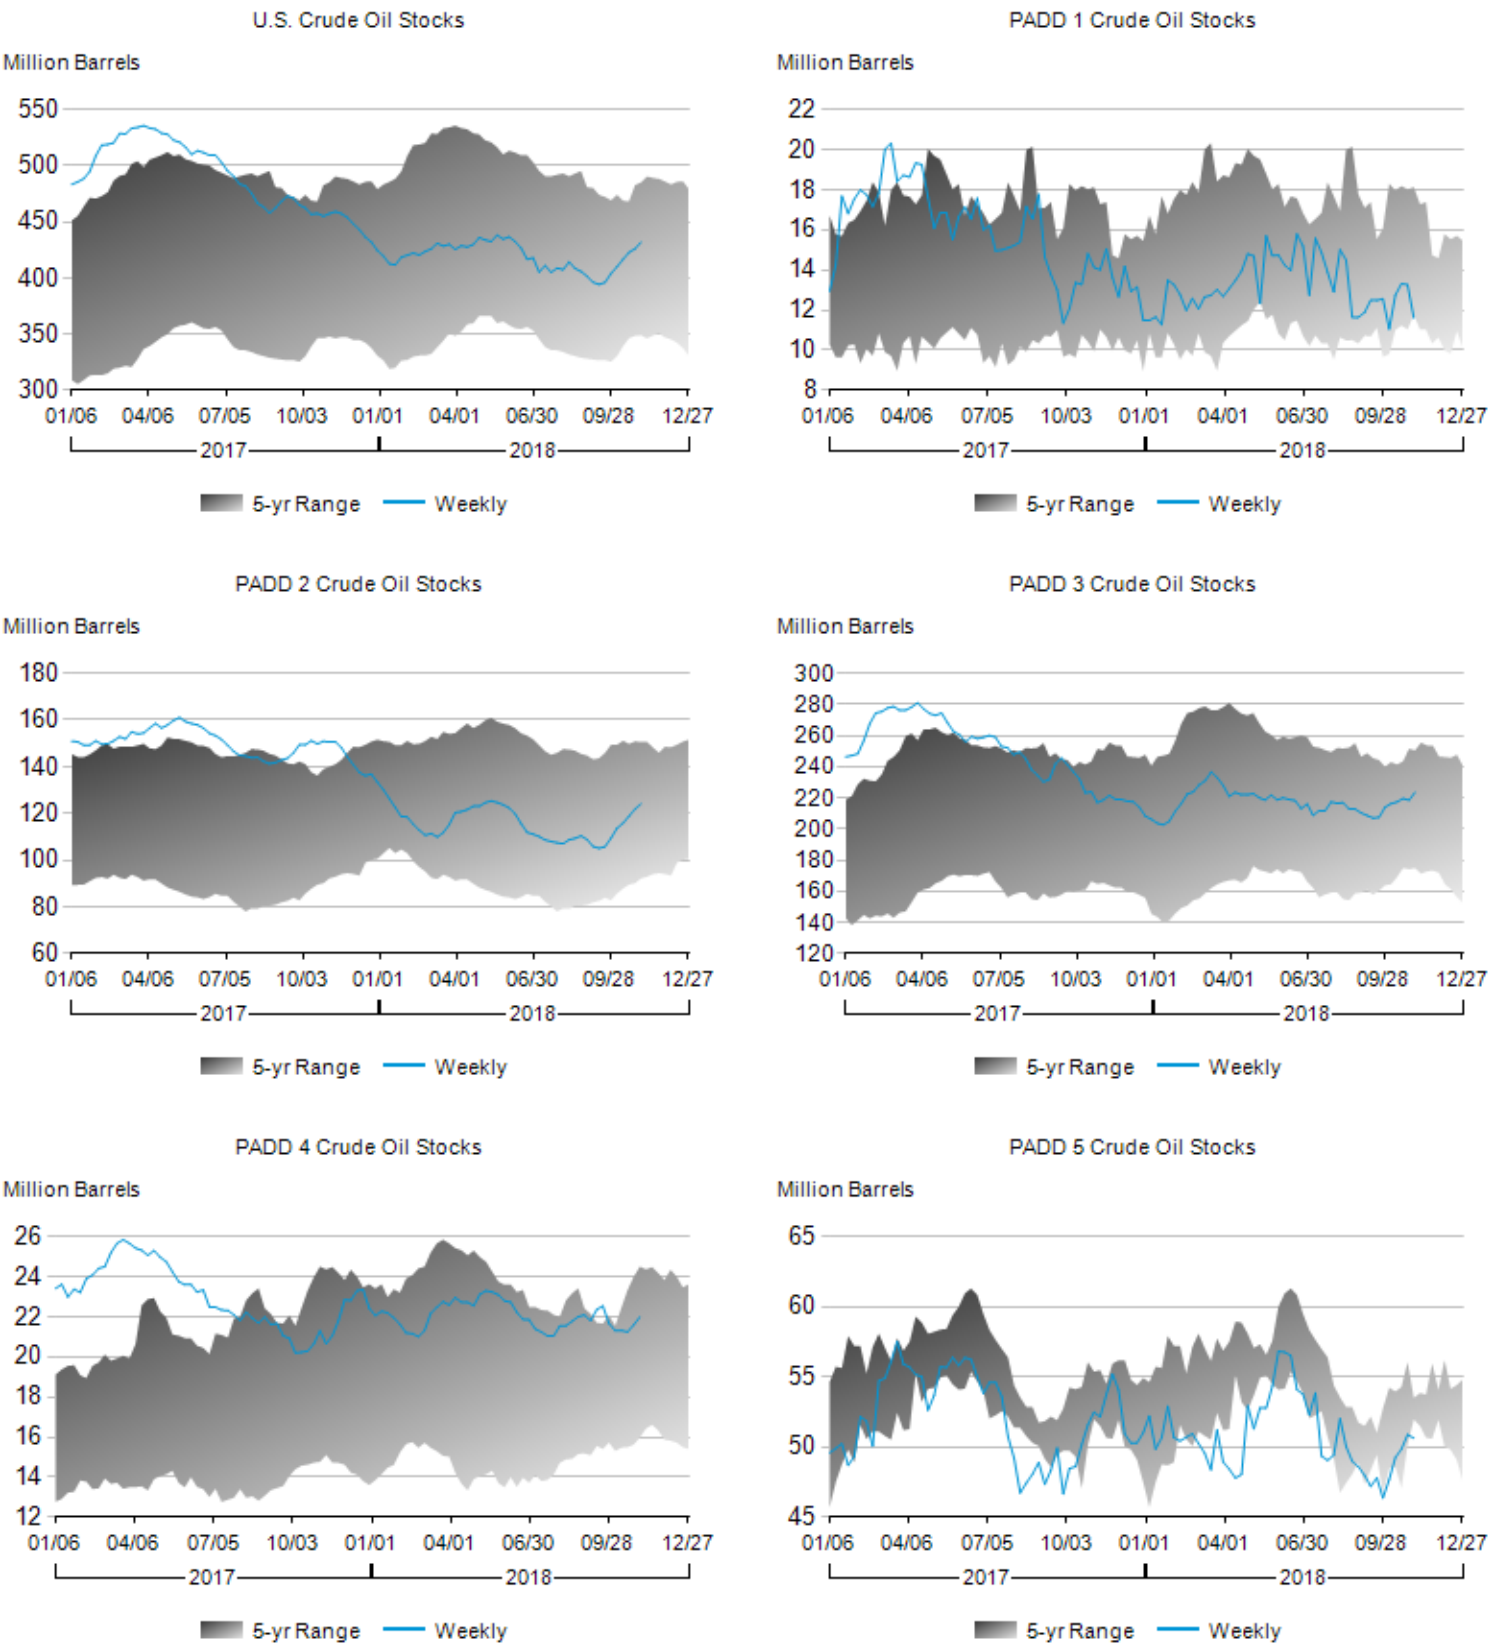 U.S. Crude Oil Stocks
Million Barrels
550
500
450
400
350
300
01/06 04/06 07/05 10/03 01/01 04/01 06/30 09/28 12/27
2017 2018
5-yr Range Weekly
PADD 1 Crude Oil Stocks
Million Barrels
22
20
18
16
14
12
10
8
01/06 04/06 07/05 10/03 01/01 04/01 06/30 09/28 12/27
2017 2018
5-yr Range Weekly
PADD 2 Crude Oil Stocks
Million Barrels
180
160
140
120
100
80
60
01/06 04/06 07/05 10/03 01/01 04/01 06/30 09/28 12/27
2017 2018
5-yr Range Weekly
PADD 3 Crude Oil Stocks
Million Barrels
300
280
260
240
220
200
180
160
140
120
01/06 04/06 07/05 10/03 01/01 04/01 06/30 09/28 12/27
2017 2018
5-yr Range Weekly
PADD 4 Crude Oil Stocks
Million Barrels
26
24
22
20
18
16
14
12
01/06 04/06 07/05 10/03 01/01 04/01 06/30 09/28 12/27
2017 2018
5-yr Range Weekly
PADD 5 Crude Oil Stocks
Million Barrels
65
60
55
50
45
01/06 04/06 07/05 10/03 01/01 04/01 06/30 09/28 12/27
2017 2018
5-yr Range Weekly